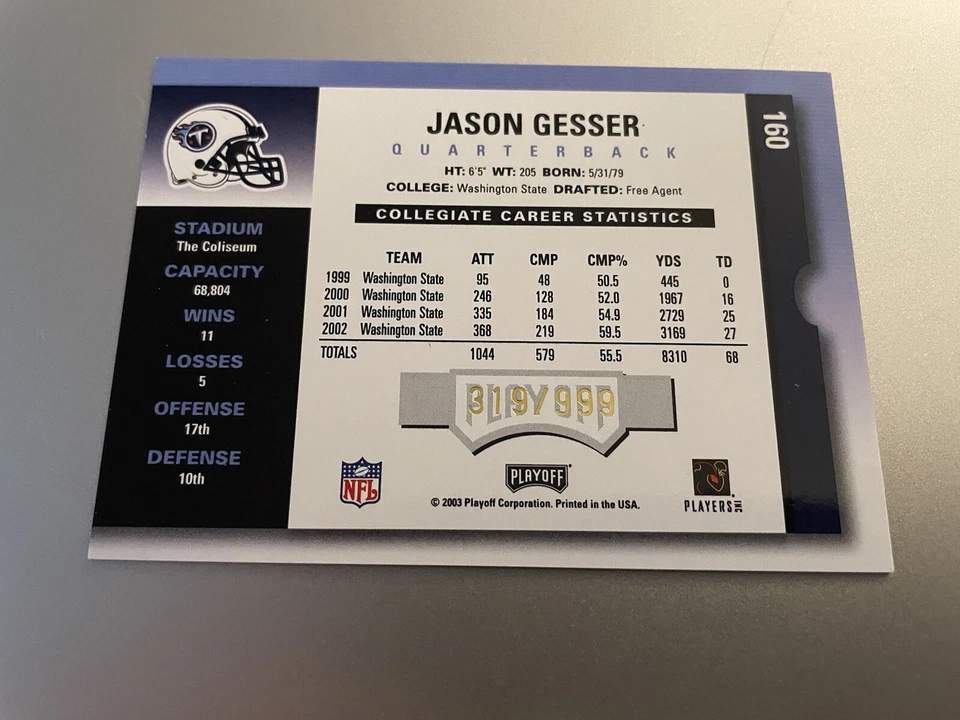 JASON GESSER
QUARTERBACK
HT: 6'5" WT: 205 BORN: 5/31/79
COLLEGE: Washington State DRAFTED: Free Agent
COLLEGIATE CAREER STATISTICS
TEAM ATT CMP CMP% YDS TD
1999 Washington State 95 48 50.5 445 0
2000 Washington State 246 128 52.0 1967 16
2001 Washington State 335 184 54.9 2729 25
2002 Washington State 368 219 59.5 3169 27
TOTALS 1044 579 55.5 8310 68
PLAYOFF
319/999
NFL
PLAYOFF
PLAYERS INC
© 2003 Playoff Corporation. Printed in the USA.
160
T
STADIUM
The Coliseum
CAPACITY
68,804
WINS
11
LOSSES
5
OFFENSE
17th
DEFENSE
10th